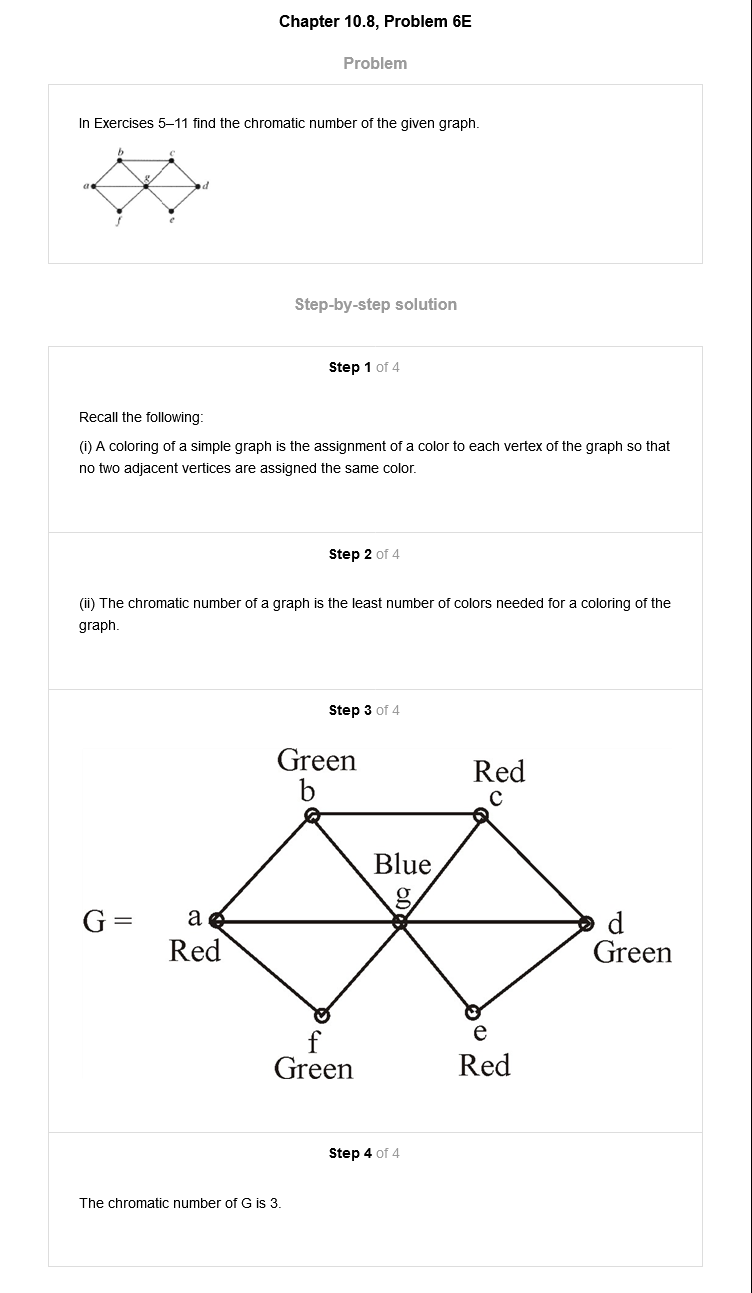 Chapter 10.8, Problem 6E
Problem
In Exercises 5–11 find the chromatic number of the given graph.
b c
a g d
f e
Step-by-step solution
Step 1 of 4
Recall the following:
(i) A coloring of a simple graph is the assignment of a color to each vertex of the graph so that
no two adjacent vertices are assigned the same color.
Step 2 of 4
(ii) The chromatic number of a graph is the least number of colors needed for a coloring of the
graph.
Step 3 of 4
Green Red
b c
Blue
g
G = a d
Red Green
f e
Green Red
Step 4 of 4
The chromatic number of G is 3.